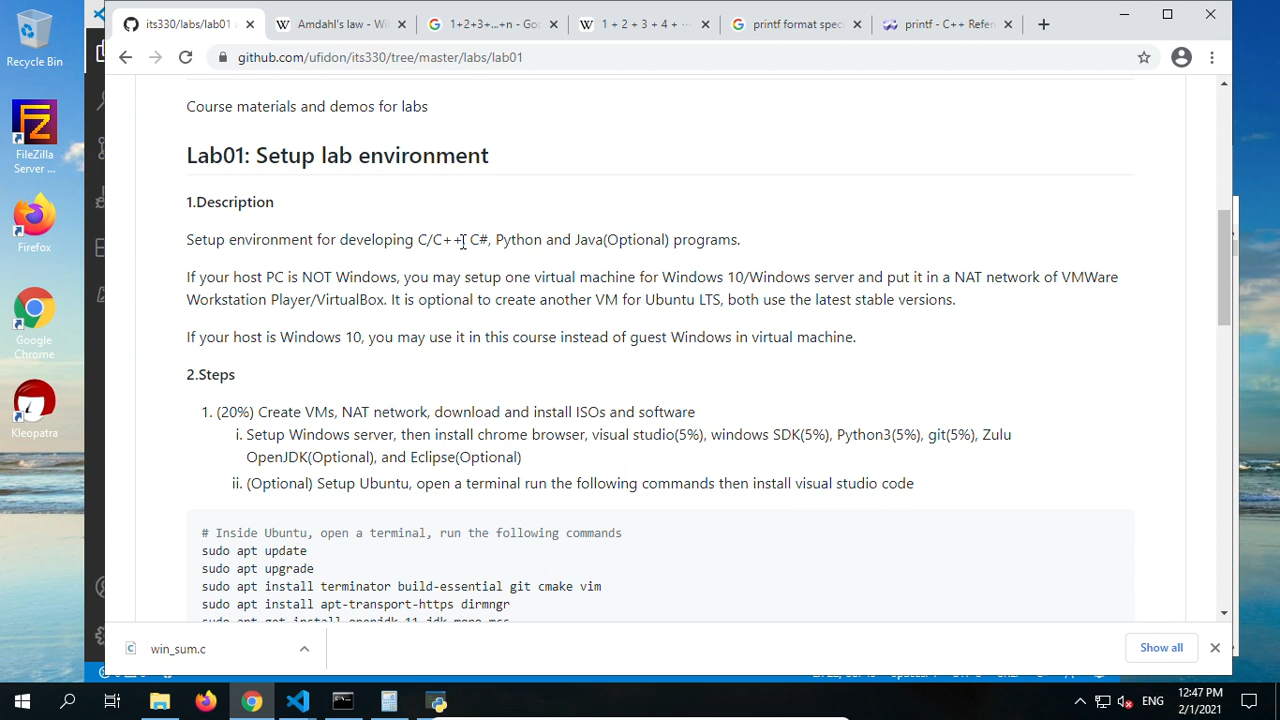 Recycle Bin
FileZilla
Server ...
Firefox
Google
Chrome
Kleopatra
its330/labs/lab01
Amdahl's law - Wi
1+2+3+...+n - Goo
1 + 2 + 3 + 4 + ⋯
printf format spec
printf - C++ Refer
github.com/ufidon/its330/tree/master/labs/lab01
Course materials and demos for labs
Lab01: Setup lab environment
1.Description
Setup environment for developing C/C++, C#, Python and Java(Optional) programs.
If your host PC is NOT Windows, you may setup one virtual machine for Windows 10/Windows server and put it in a NAT network of VMWare
Workstation Player/VirtualBox. It is optional to create another VM for Ubuntu LTS, both use the latest stable versions.
If your host is Windows 10, you may use it in this course instead of guest Windows in virtual machine.
2.Steps
1. (20%) Create VMs, NAT network, download and install ISOs and software
i. Setup Windows server, then install chrome browser, visual studio(5%), windows SDK(5%), Python3(5%), git(5%), Zulu
OpenJDK(Optional), and Eclipse(Optional)
ii. (Optional) Setup Ubuntu, open a terminal run the following commands then install visual studio code
# Inside Ubuntu, open a terminal, run the following commands
sudo apt update
sudo apt upgrade
sudo apt install terminator build-essential git cmake vim
sudo apt install apt-transport-https dirmngr
win_sum.c
Show all
ENG
12:47 PM
2/1/2021